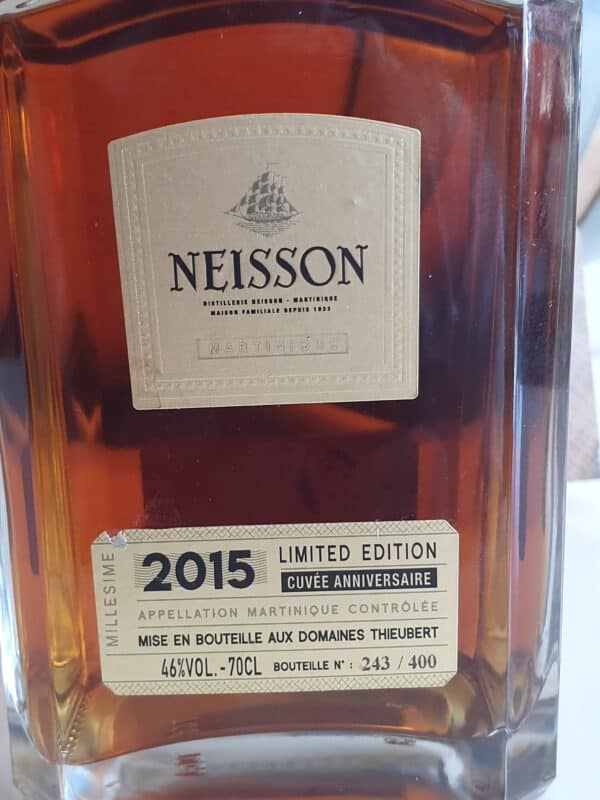 NEISSON
DISTILLERIE NEISSON - MARTINIQUE
MAISON FAMILIALE DEPUIS 1932
MARTINIQUE
MILLESIME
2015
LIMITED EDITION
CUVÉE ANNIVERSAIRE
APPELLATION MARTINIQUE CONTRÔLÉE
MISE EN BOUTEILLE AUX DOMAINES THIEUBERT
46%VOL.-70CL BOUTEILLE N° : 243 / 400